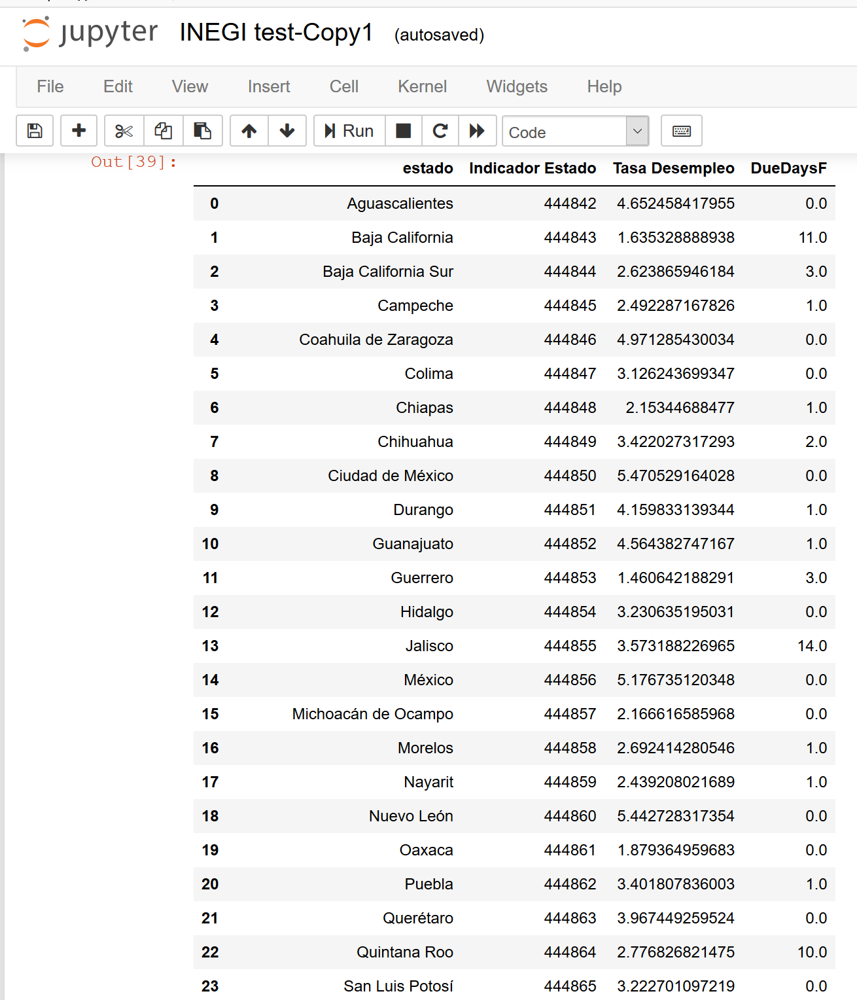 jupyter INEGI test-Copy1 (autosaved)
File Edit View Insert Cell Kernel Widgets Help
Run Code
Out[39]:
estado Indicador Estado Tasa Desempleo DueDaysF
0 Aguascalientes 444842 4.652458417955 0.0
1 Baja California 444843 1.635328888938 11.0
2 Baja California Sur 444844 2.623865946184 3.0
3 Campeche 444845 2.492287167826 1.0
4 Coahuila de Zaragoza 444846 4.971285430034 0.0
5 Colima 444847 3.126243699347 0.0
6 Chiapas 444848 2.15344688477 1.0
7 Chihuahua 444849 3.422027317293 2.0
8 Ciudad de México 444850 5.470529164028 0.0
9 Durango 444851 4.159833139344 1.0
10 Guanajuato 444852 4.564382747167 1.0
11 Guerrero 444853 1.460642188291 3.0
12 Hidalgo 444854 3.230635195031 0.0
13 Jalisco 444855 3.573188226965 14.0
14 México 444856 5.176735120348 0.0
15 Michoacán de Ocampo 444857 2.166616585968 0.0
16 Morelos 444858 2.692414280546 1.0
17 Nayarit 444859 2.439208021689 1.0
18 Nuevo León 444860 5.442728317354 0.0
19 Oaxaca 444861 1.879364959683 0.0
20 Puebla 444862 3.401807836003 1.0
21 Querétaro 444863 3.967449259524 0.0
22 Quintana Roo 444864 2.776826821475 10.0
23 San Luis Potosí 444865 3.222701097219 0.0